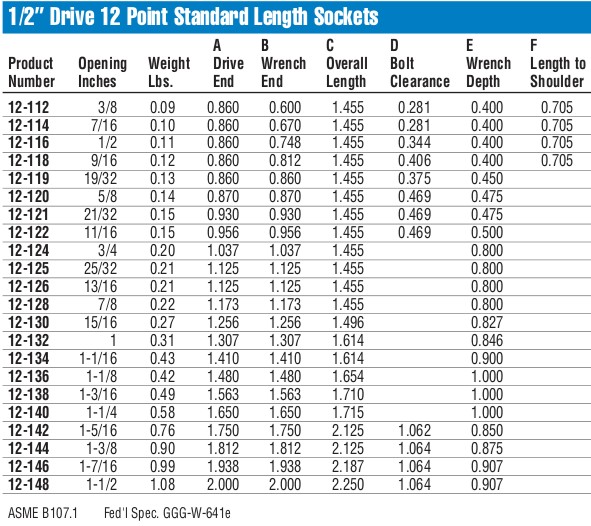 1/2" Drive 12 Point Standard Length Sockets
A B C D E F
Product Opening Weight Drive Wrench Overall Bolt Wrench Length to
Number Inches Lbs. End End Length Clearance Depth Shoulder
12-112 3/8 0.09 0.860 0.600 1.455 0.281 0.400 0.705
12-114 7/16 0.10 0.860 0.670 1.455 0.281 0.400 0.705
12-116 1/2 0.11 0.860 0.748 1.455 0.344 0.400 0.705
12-118 9/16 0.12 0.860 0.812 1.455 0.406 0.400 0.705
12-119 19/32 0.13 0.860 0.860 1.455 0.375 0.450
12-120 5/8 0.14 0.870 0.870 1.455 0.469 0.475
12-121 21/32 0.15 0.930 0.930 1.455 0.469 0.475
12-122 11/16 0.15 0.956 0.956 1.455 0.469 0.500
12-124 3/4 0.20 1.037 1.037 1.455 0.800
12-125 25/32 0.21 1.125 1.125 1.455 0.800
12-126 13/16 0.21 1.125 1.125 1.455 0.800
12-128 7/8 0.22 1.173 1.173 1.455 0.800
12-130 15/16 0.27 1.256 1.256 1.496 0.827
12-132 1 0.31 1.307 1.307 1.614 0.846
12-134 1-1/16 0.43 1.410 1.410 1.614 0.900
12-136 1-1/8 0.42 1.480 1.480 1.654 1.000
12-138 1-3/16 0.49 1.563 1.563 1.710 1.000
12-140 1-1/4 0.58 1.650 1.650 1.715 1.000
12-142 1-5/16 0.76 1.750 1.750 2.125 1.062 0.850
12-144 1-3/8 0.90 1.812 1.812 2.125 1.064 0.875
12-146 1-7/16 0.99 1.938 1.938 2.187 1.064 0.907
12-148 1-1/2 1.08 2.000 2.000 2.250 1.064 0.907
ASME B107.1 Fed'l Spec. GGG-W-641e